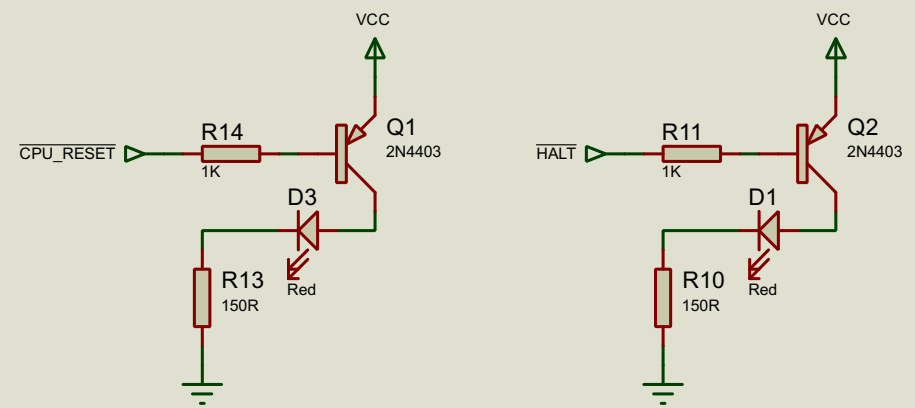 VCC
VCC
R14
Q1
CPU_RESET
1K
2N4403
R11
Q2
HALT
1K
2N4403
D3
Red
R13
150R
D1
Red
R10
150R